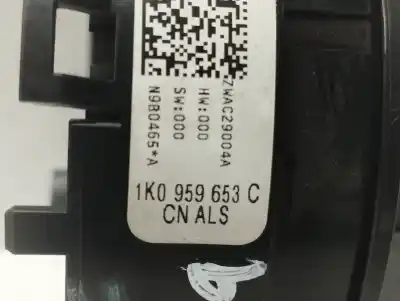 ZWAC29004A
HW:000
SW:000
N9B0465*A
1K0 959 653 C
CN ALS